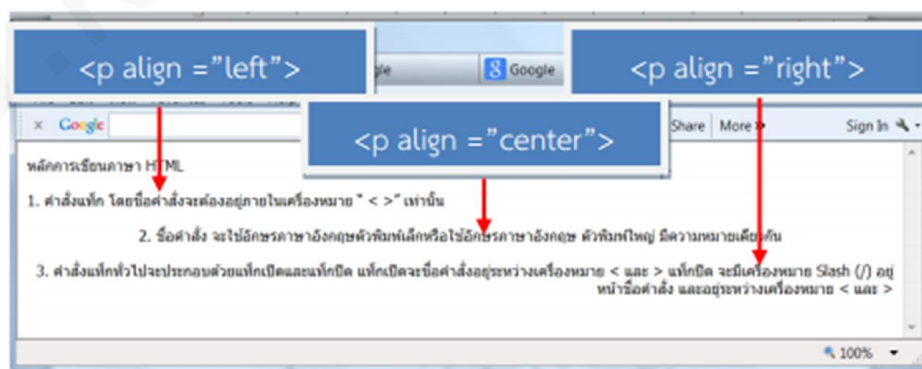 <p align ="left">
gle
Google
<p align ="right">
Google
<p align ="center">
Share More »
Sign In
หลักการเขียนภาษา HTML
1. คำสั่งแท็ก โดยชื่อคำสั่งจะต้องอยู่ภายในเครื่องหมาย " < >" เท่านั้น
2. ชื่อคำสั่ง จะใช้อักษรภาษาอังกฤษตัวพิมพ์เล็กหรือใช้อักษรภาษาอังกฤษ ตัวพิมพ์ใหญ่ มีความหมายเดียวกัน
3. คำสั่งแท็กทั่วไปจะประกอบด้วยแท็กเปิดและแท็กปิด แท็กเปิดจะชื่อคำสั่งอยู่ระหว่างเครื่องหมาย < และ > แท็กปิด จะมีเครื่องหมาย Slash (/) อยู่
หน้าชื่อคำสั่ง และอยู่ระหว่างเครื่องหมาย < และ >
100%